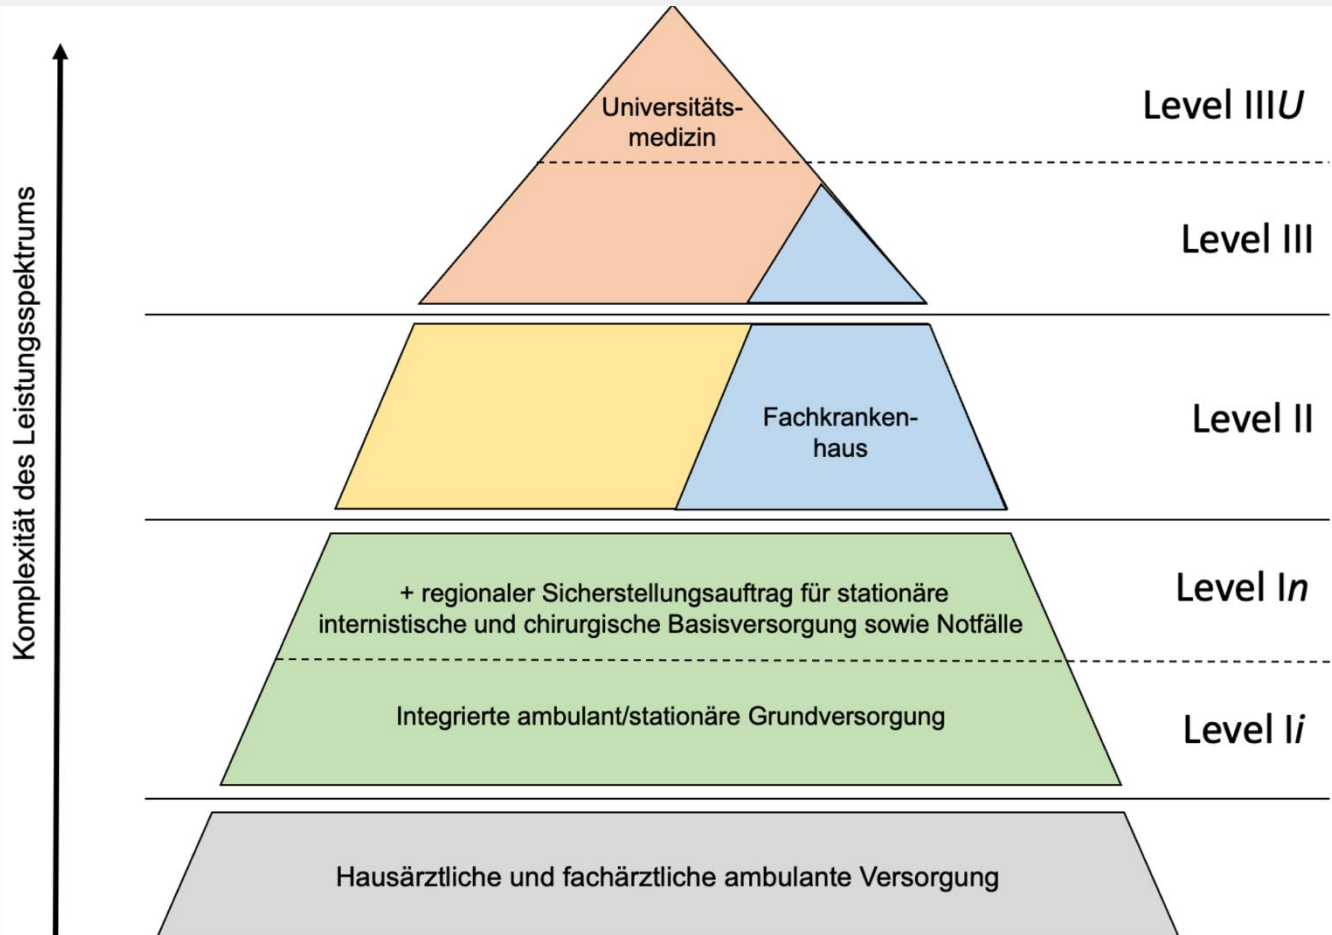 Universitäts-
medizin
Level IIIU
Level III
Komplexität des Leistungsspektrums
Fachkranken-
haus
Level II
+ regionaler Sicherstellungsauftrag für stationäre
internistische und chirurgische Basisversorgung sowie Notfälle
Level In
Integrierte ambulant/stationäre Grundversorgung
Level Ii
Hausärztliche und fachärztliche ambulante Versorgung